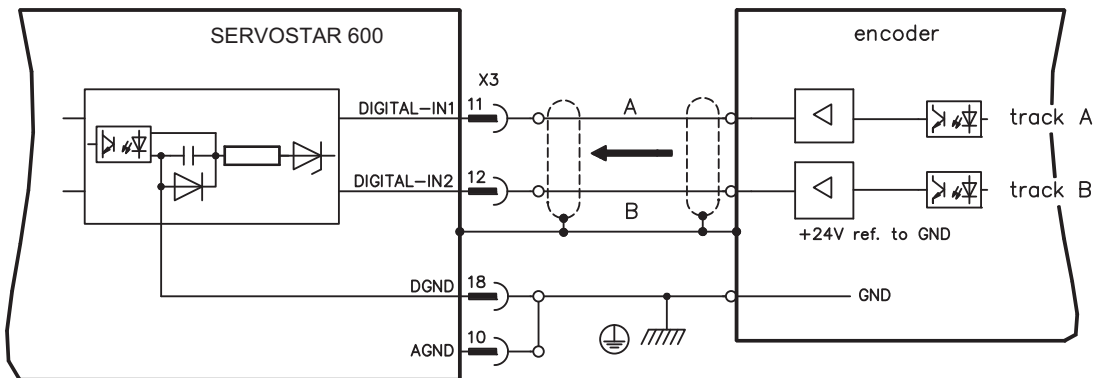 SERVOSTAR 600
encoder
X3
DIGITAL-IN1 11
A
track A
DIGITAL-IN2 12
B
track B
+24V ref. to GND
DGND 18
GND
AGND 10